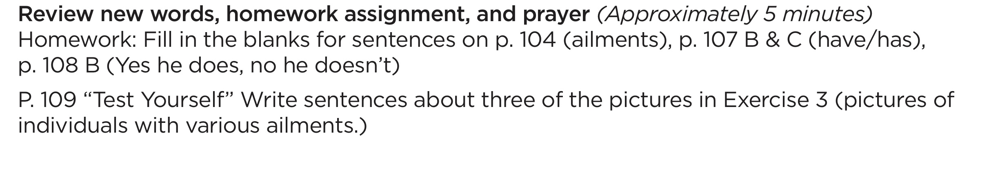 Review new words, homework assignment, and prayer (Approximately 5 minutes)
Homework: Fill in the blanks for sentences on p. 104 (ailments), p. 107 B & C (have/has),
p. 108 B (Yes he does, no he doesn’t)
P. 109 “Test Yourself” Write sentences about three of the pictures in Exercise 3 (pictures of
individuals with various ailments.)